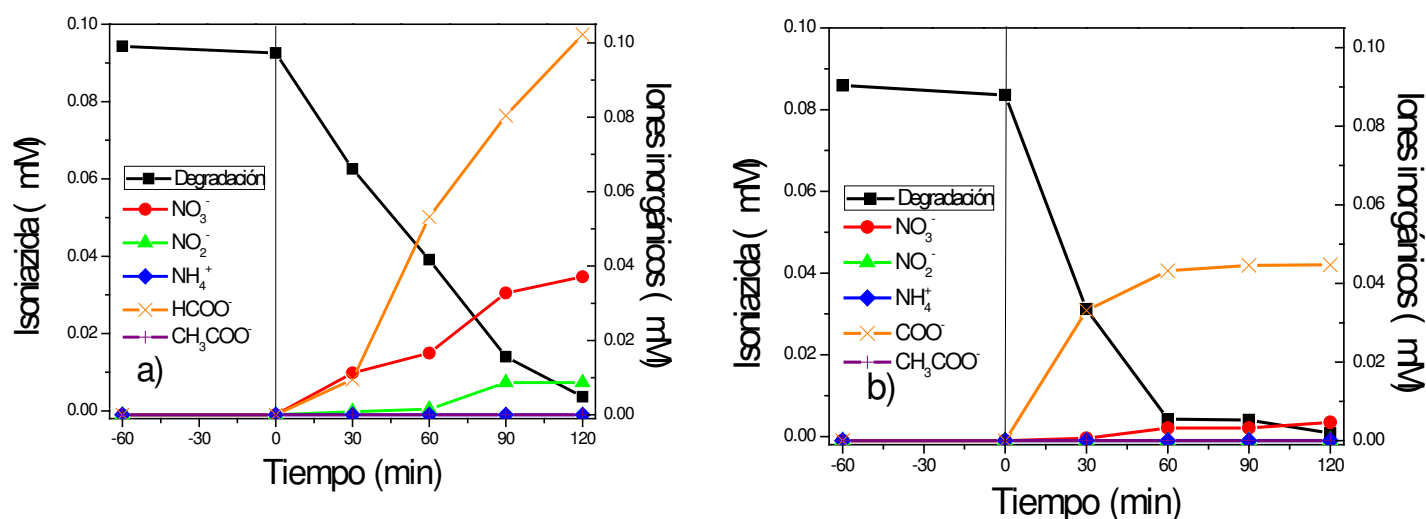 Isoniazida ( mM)
0.10
0.08
0.06
0.04
0.02
0.00
Degradación
NO₃⁻
NO₂⁻
NH₄⁺
HCOO⁻
CH₃COO⁻
a)
-60 -30 0 30 60 90 120
Tiempo (min)
0.10
0.08
0.06
0.04
0.02
0.00
Iones inorgánicos ( mM)
Isoniazida ( mM)
0.10
0.08
0.06
0.04
0.02
0.00
Degradación
NO₃⁻
NO₂⁻
NH₄⁺
COO⁻
CH₃COO⁻
b)
-60 -30 0 30 60 90 120
Tiempo (min)
0.10
0.08
0.06
0.04
0.02
0.00
Iones inorgánicos ( mM)